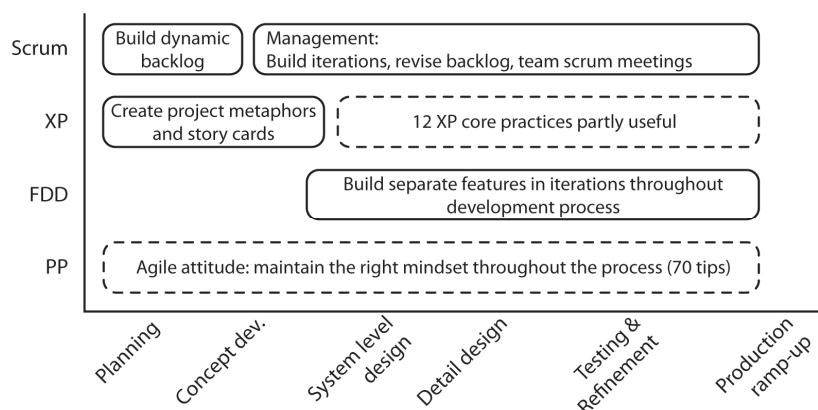 Scrum
Build dynamic
backlog
Management:
Build iterations, revise backlog, team scrum meetings
XP
Create project metaphors
and story cards
12 XP core practices partly useful
FDD
Build separate features in iterations throughout
development process
PP
Agile attitude: maintain the right mindset throughout the process (70 tips)
Planning
Concept dev.
System level
design
Detail design
Testing &
Refinement
Production
ramp-up